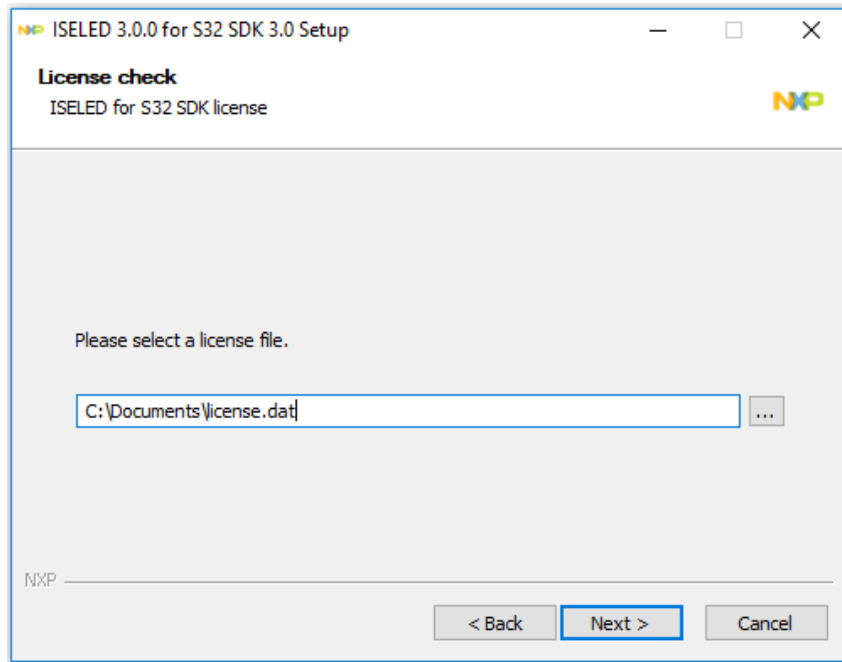 NXP ISELED 3.0.0 for S32 SDK 3.0 Setup
License check
ISELED for S32 SDK license
NXP
Please select a license file.
C:\Documents\license.dat
...
NXP
< Back Next > Cancel